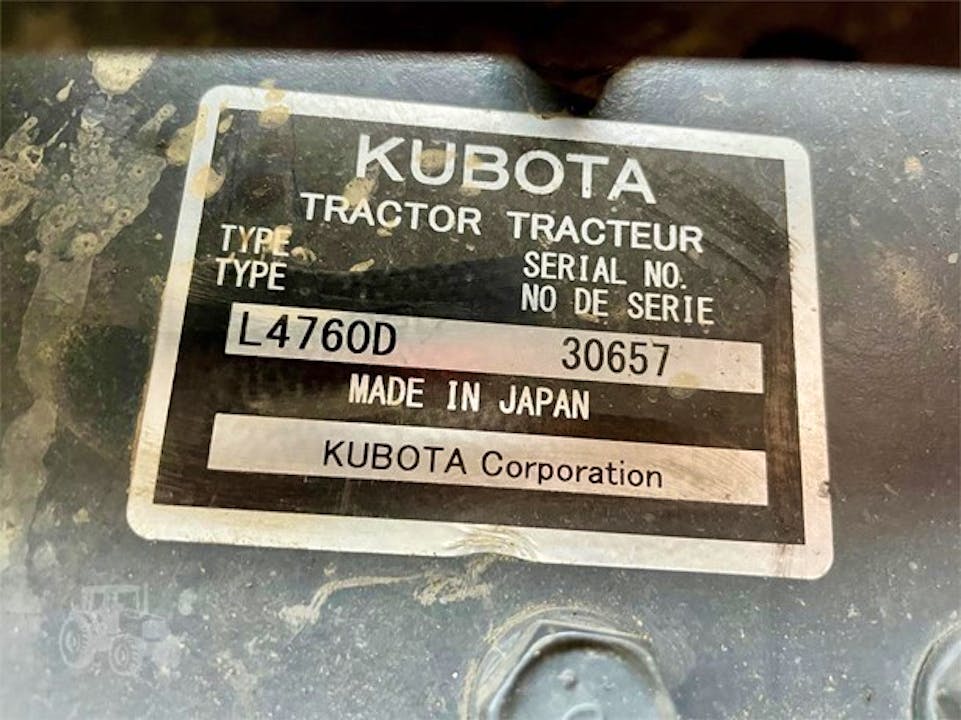 KUBOTA
TRACTOR TRACTEUR
TYPE SERIAL NO.
TYPE NO DE SERIE
L4760D 30657
MADE IN JAPAN
KUBOTA Corporation